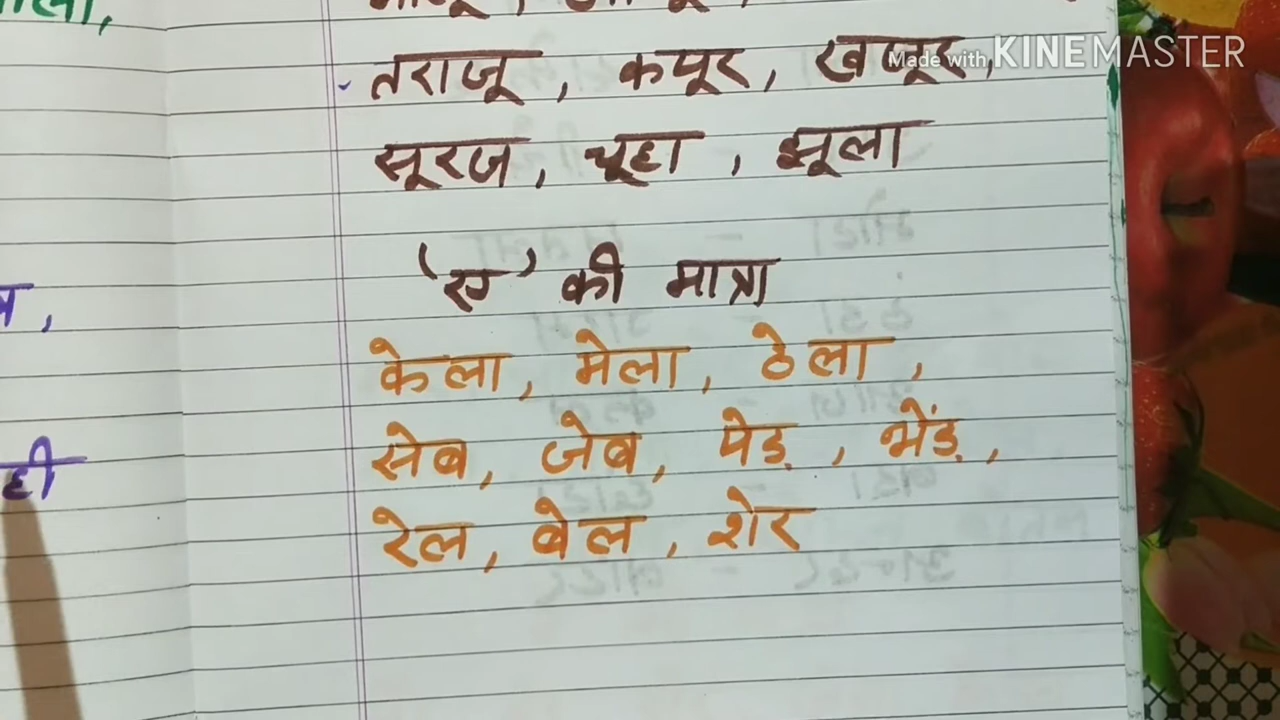 तराजू, कपूर, खजूर,
सूरज, चूहा, झूला
'ए' की मात्रा
केला, मेला, ठेला,
सेब, जेब, पेड़, भेंड़,
रेल, बेल, शेर
ही
Made with KINEMASTER